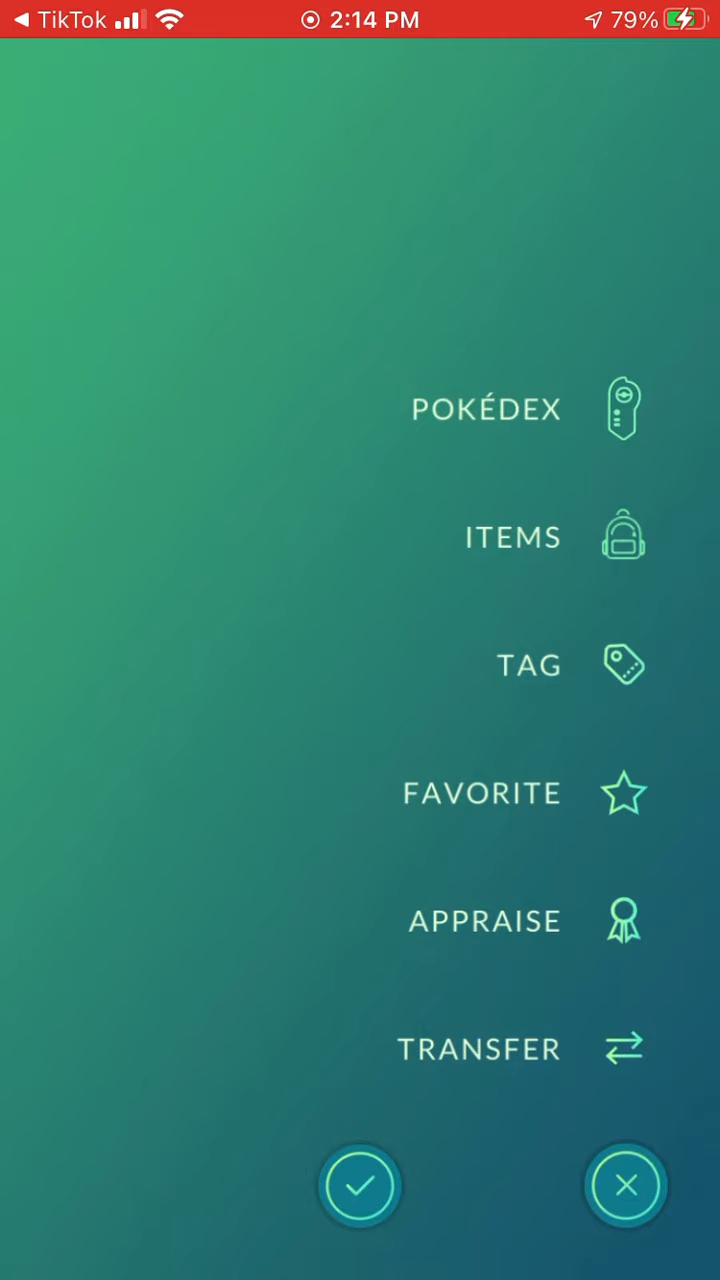 TikTok 2:14 PM 79%
POKÉDEX
ITEMS
TAG
FAVORITE
APPRAISE
TRANSFER